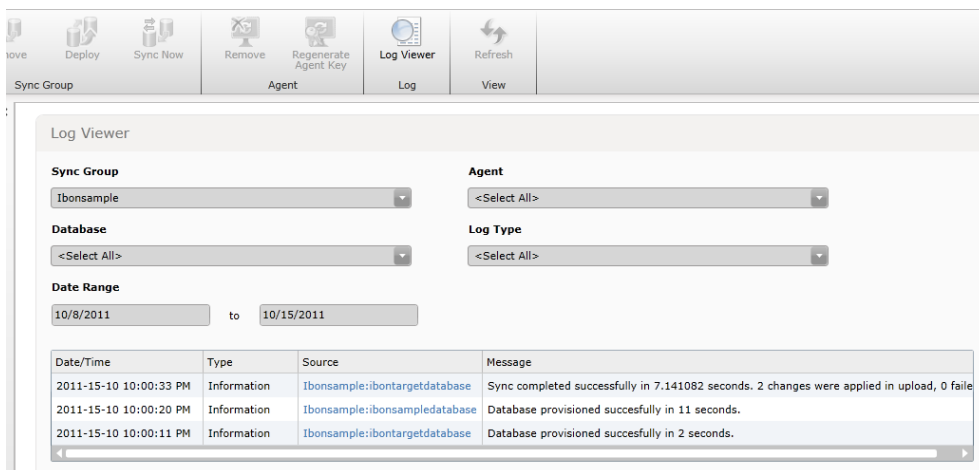 Deploy Sync Now Remove Regenerate Agent Key Log Viewer Refresh
Sync Group Agent Log View
Log Viewer
Sync Group Agent
Ibonsample <Select All>
Database Log Type
<Select All> <Select All>
Date Range
10/8/2011 to 10/15/2011
Date/Time Type Source Message
2011-15-10 10:00:33 PM Information Ibonsample:ibontargetdatabase Sync completed successfully in 7.141082 seconds. 2 changes were applied in upload, 0 faile
2011-15-10 10:00:20 PM Information Ibonsample:ibonsampledatabase Database provisioned succesfully in 11 seconds.
2011-15-10 10:00:11 PM Information Ibonsample:ibontargetdatabase Database provisioned succesfully in 2 seconds.